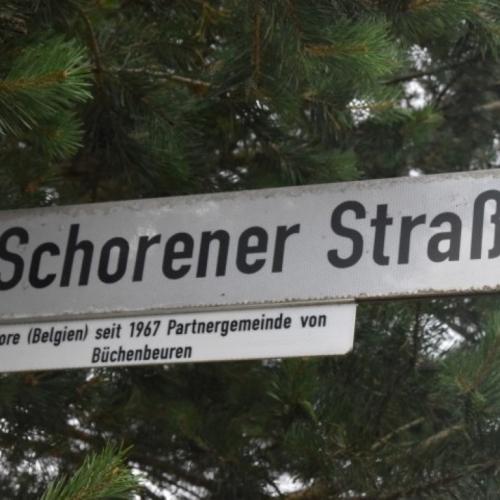 Schorener Straß
ore (Belgien) seit 1967 Partnergemeinde von
Büchenbeuren